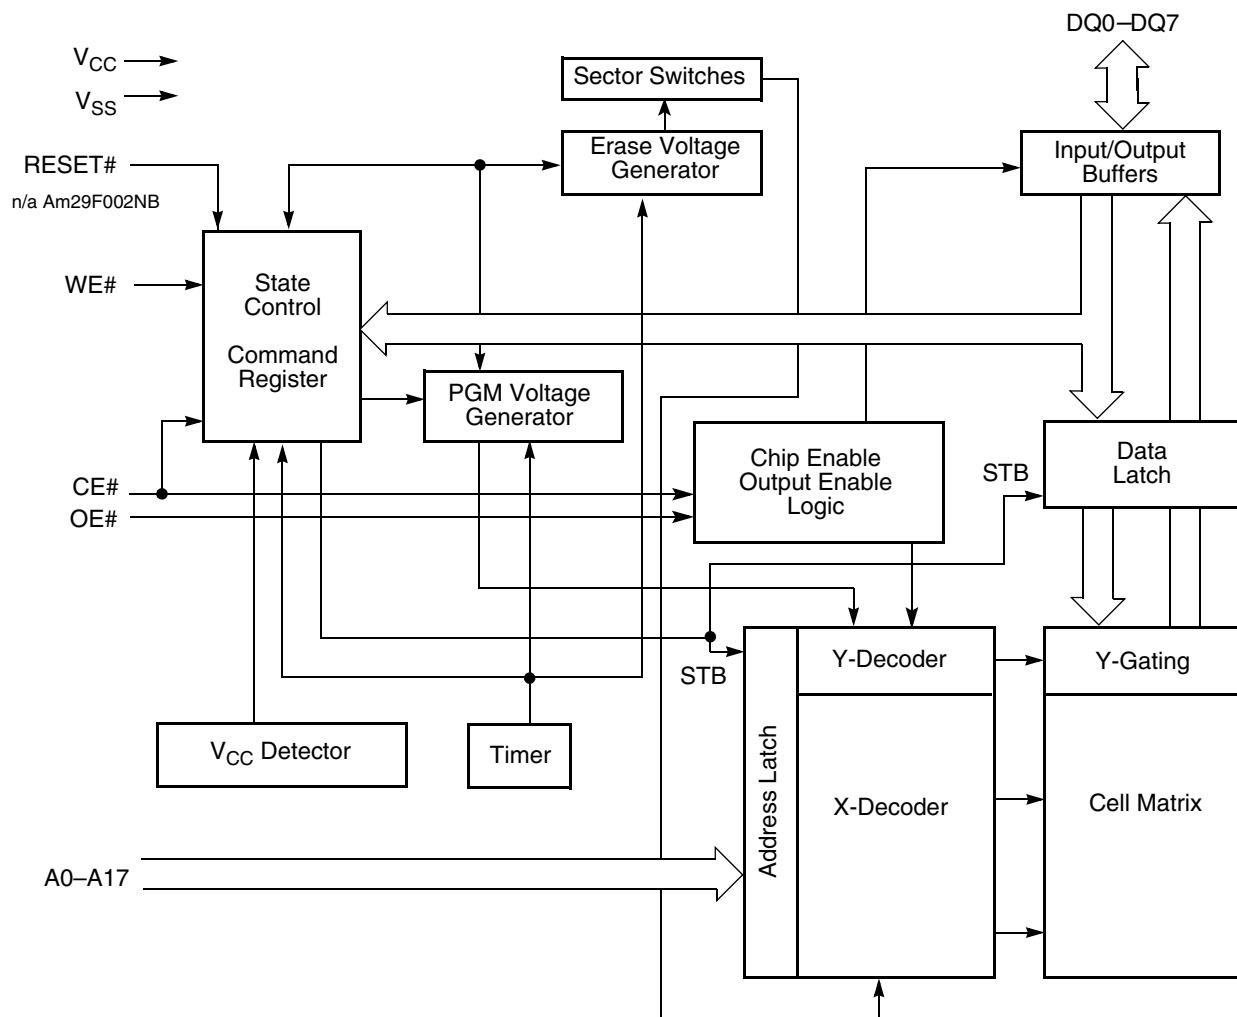 DQ0–DQ7
VCC
VSS
Sector Switches
RESET#
n/a Am29F002NB
Erase Voltage
Generator
Input/Output
Buffers
WE#
State
Control
Command
Register
PGM Voltage
Generator
CE#
OE#
Chip Enable
Output Enable
Logic
STB
Data
Latch
STB
Y-Decoder
Y-Gating
VCC Detector
Timer
Address Latch
X-Decoder
Cell Matrix
A0–A17